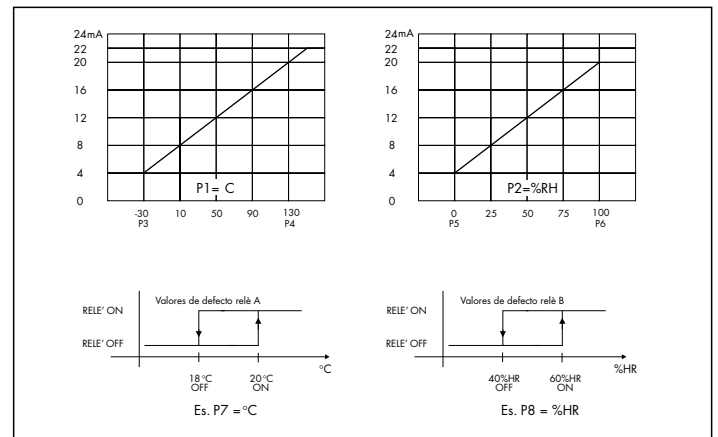 24mA
22
20
16
12
8
4
0
P1= C
-30 10 50 90 130
P3 P4
24mA
22
20
16
12
8
4
0
P2=%RH
0 25 50 75 100
P5 P6
Valores de defecto relè A
RELE' ON
RELE' OFF
°C
18 °C 20 °C
OFF ON
Es. P7 = °C
Valores de defecto relè B
RELE' ON
RELE' OFF
%HR
40%HR 60%HR
OFF ON
Es. P8 = %HR